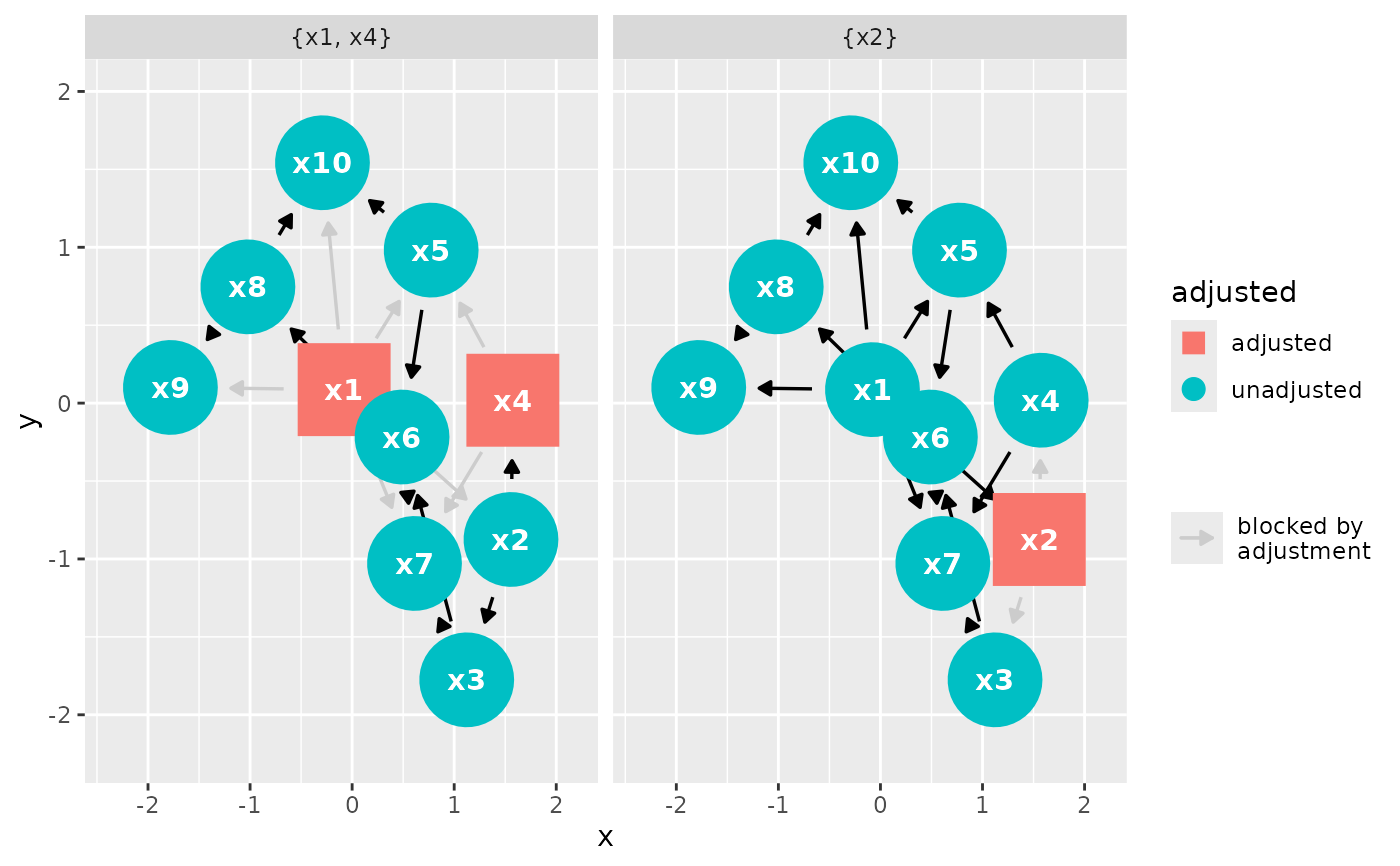 {x1, x4}
{x2}
2
1
0
-1
-2
y
x10
x5
x8
x9
x1
x4
x6
x7
x2
x3
x10
x5
x8
x9
x1
x4
x6
x7
x2
x3
-2 -1 0 1 2
-2 -1 0 1 2
x
adjusted
adjusted
unadjusted
blocked by
adjustment